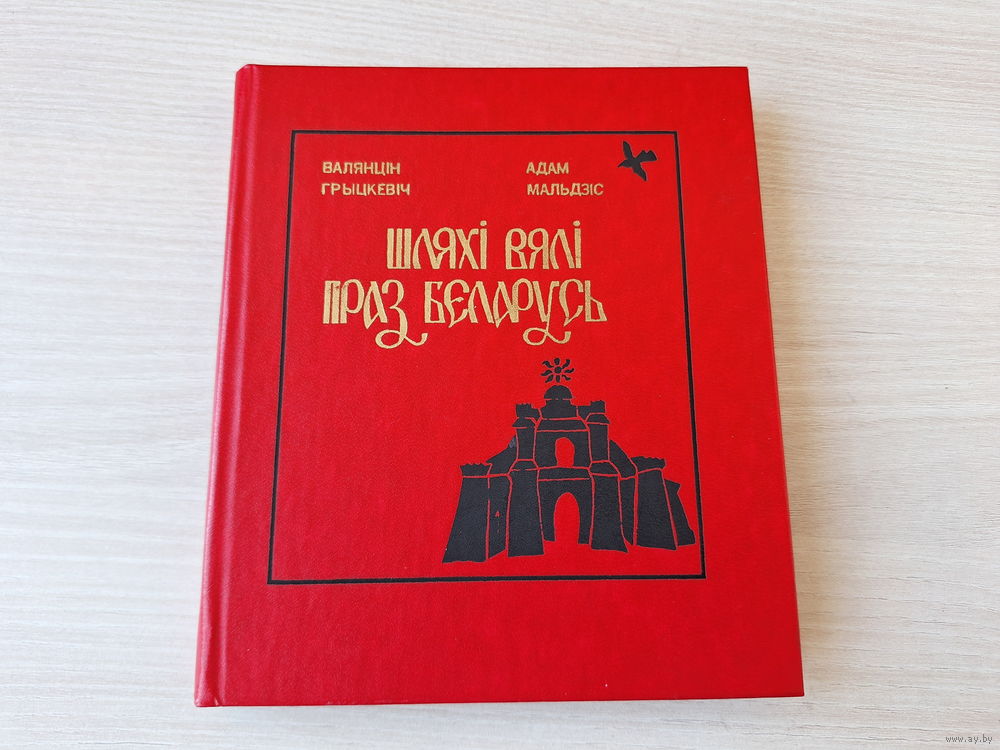 ВАЛЯНЦІН
ГРЫЦКЕВІЧ
АДАМ
МАЛЬДЗІС
ШЛЯХІ ВЯЛІ
ПРАЗ БЕЛАРУСЬ
www.ay.by